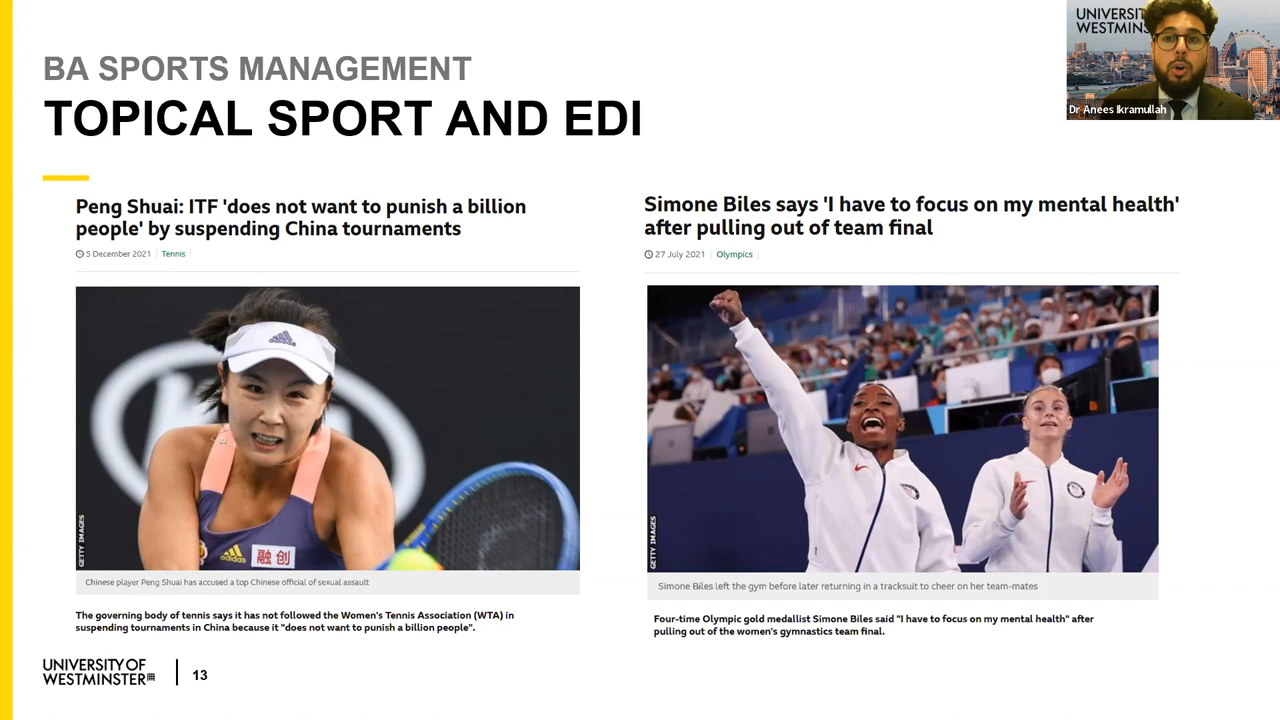 BA SPORTS MANAGEMENT
TOPICAL SPORT AND EDI
UNIVERSIT
WESTMINS
Dr Anees Ikramullah
Peng Shuai: ITF 'does not want to punish a billion
people' by suspending China tournaments
5 December 2021 Tennis
adidas
融创
GETTY IMAGES
Chinese player Peng Shuai has accused a top Chinese official of sexual assault
The governing body of tennis says it has not followed the Women's Tennis Association (WTA) in
suspending tournaments in China because it "does not want to punish a billion people".
Simone Biles says 'I have to focus on my mental health'
after pulling out of team final
27 July 2021 Olympics
GETTY IMAGES
Simone Biles left the gym before later returning in a tracksuit to cheer on her team-mates
Four-time Olympic gold medallist Simone Biles said "I have to focus on my mental health" after
pulling out of the women's gymnastics team final.
UNIVERSITY OF
WESTMINSTER
13